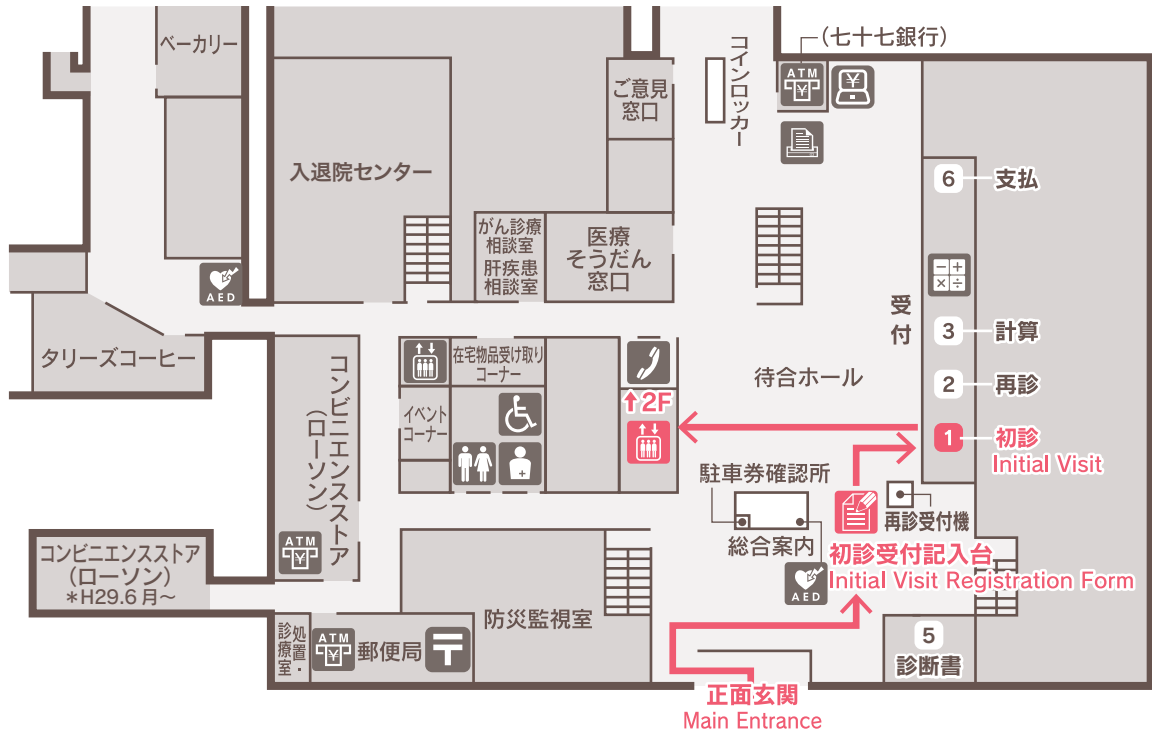 ベーカリー
(七十七銀行)
ATM
¥
¥
コインロッカー
ご意見
窓口
入退院センター
6
支払
がん診療
相談室
肝疾患
相談室
医療
そうだん
窓口
AED
− +
× ÷
受付
3
計算
タリーズコーヒー
コンビニエンスストア
(ローソン)
在宅物品受け取り
コーナー
待合ホール
2
再診
↑2F
イベント
コーナー
1
初診
Initial Visit
駐車券確認所
再診受付機
総合案内
初診受付記入台
Initial Visit Registration Form
AED
ATM
¥
コンビニエンスストア
(ローソン)
*H29.6月〜
防災監視室
処置・
診療室
ATM
¥
郵便局
〒
5
診断書
正面玄関
Main Entrance